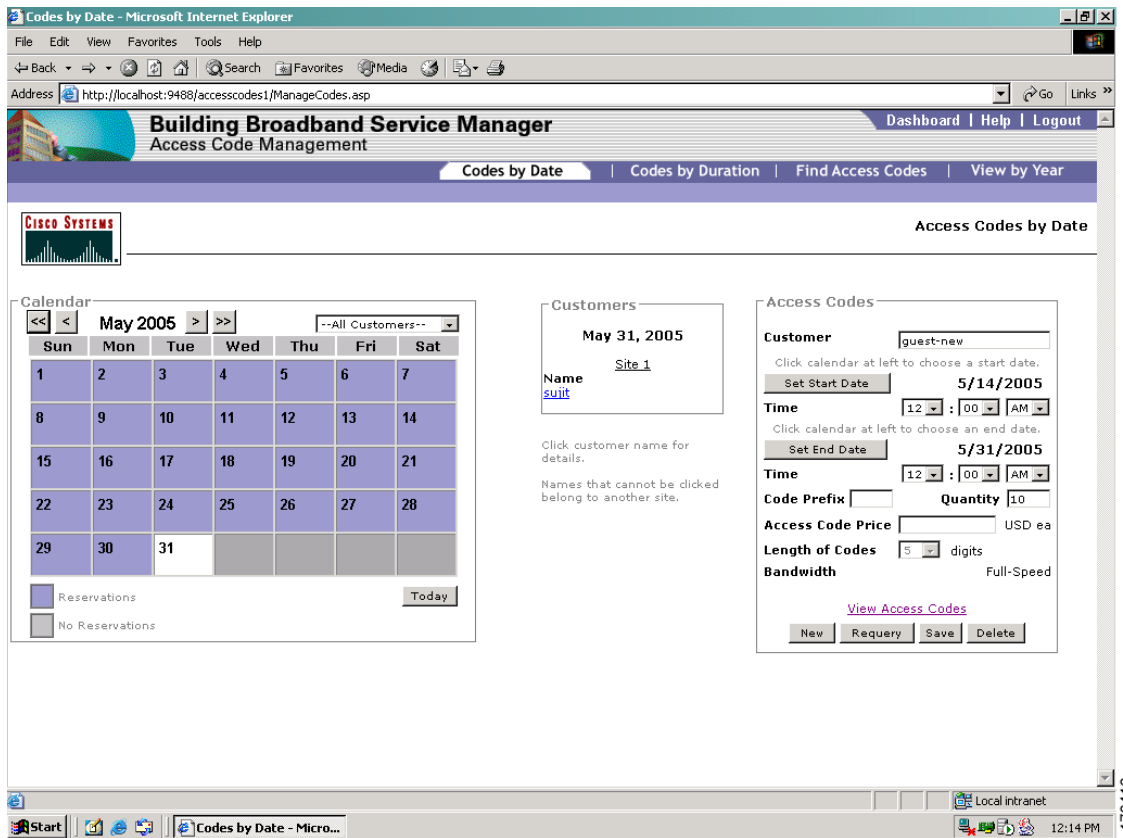 Codes by Date - Microsoft Internet Explorer
File Edit View Favorites Tools Help
Back Search Favorites Media
Address http://localhost:9488/accesscodes1/ManageCodes.asp Go Links »
Building Broadband Service Manager
Access Code Management
Dashboard | Help | Logout
Codes by Date | Codes by Duration | Find Access Codes | View by Year
CISCO SYSTEMS
Access Codes by Date
Calendar
<< < May 2005 > >> --All Customers--
Sun Mon Tue Wed Thu Fri Sat
1 2 3 4 5 6 7
8 9 10 11 12 13 14
15 16 17 18 19 20 21
22 23 24 25 26 27 28
29 30 31
Reservations
Today
No Reservations
Customers
May 31, 2005
Site 1
Name
sujit
Click customer name for
details.
Names that cannot be clicked
belong to another site.
Access Codes
Customer guest-new
Click calendar at left to choose a start date.
Set Start Date 5/14/2005
Time 12 : 00 AM
Click calendar at left to choose an end date.
Set End Date 5/31/2005
Time 12 : 00 AM
Code Prefix Quantity 10
Access Code Price USD ea
Length of Codes 5 digits
Bandwidth Full-Speed
View Access Codes
New Requery Save Delete
Local intranet
Start Codes by Date - Micro... 12:14 PM